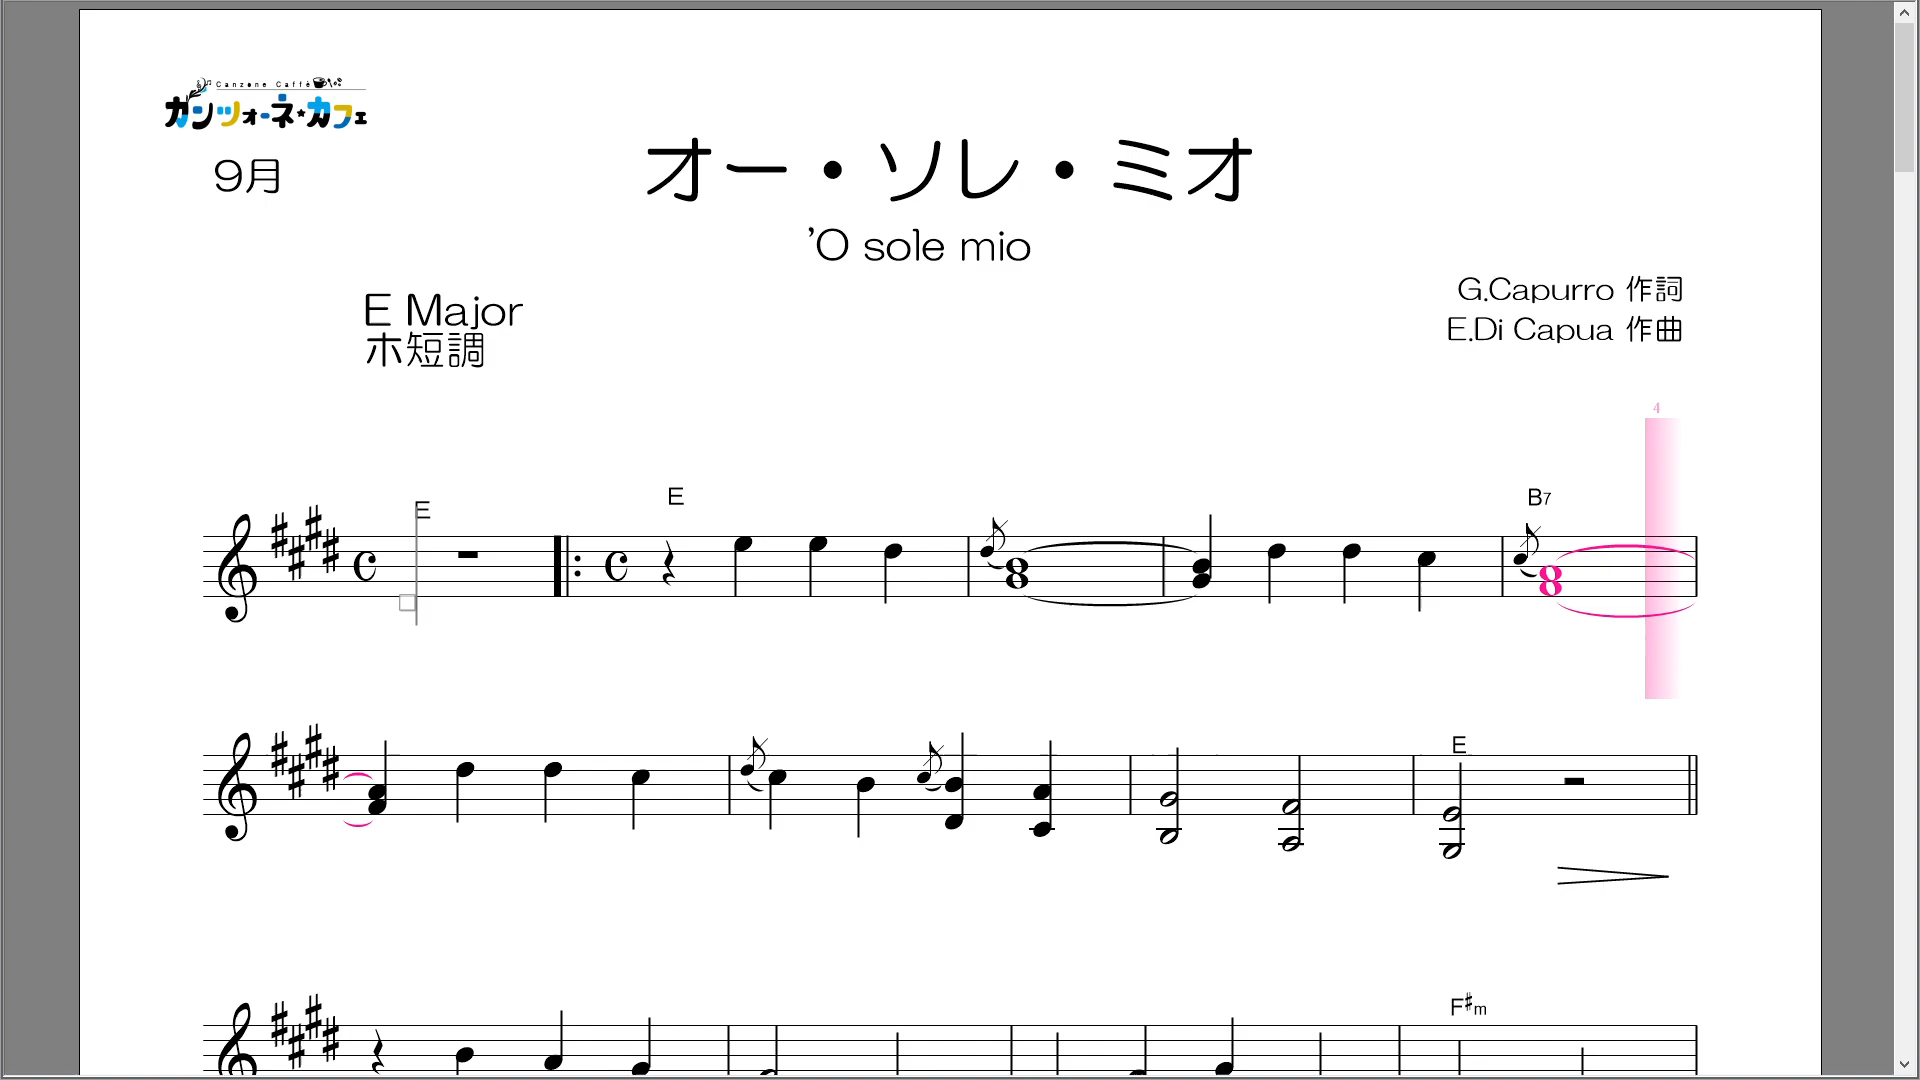 Canzone Caffè
カンツォーネ★カフェ
9月
オー・ソレ・ミオ
'O sole mio
E Major
ホ短調
G.Capurro 作詞
E.Di Capua 作曲
4
E
E
B7
E
F#m